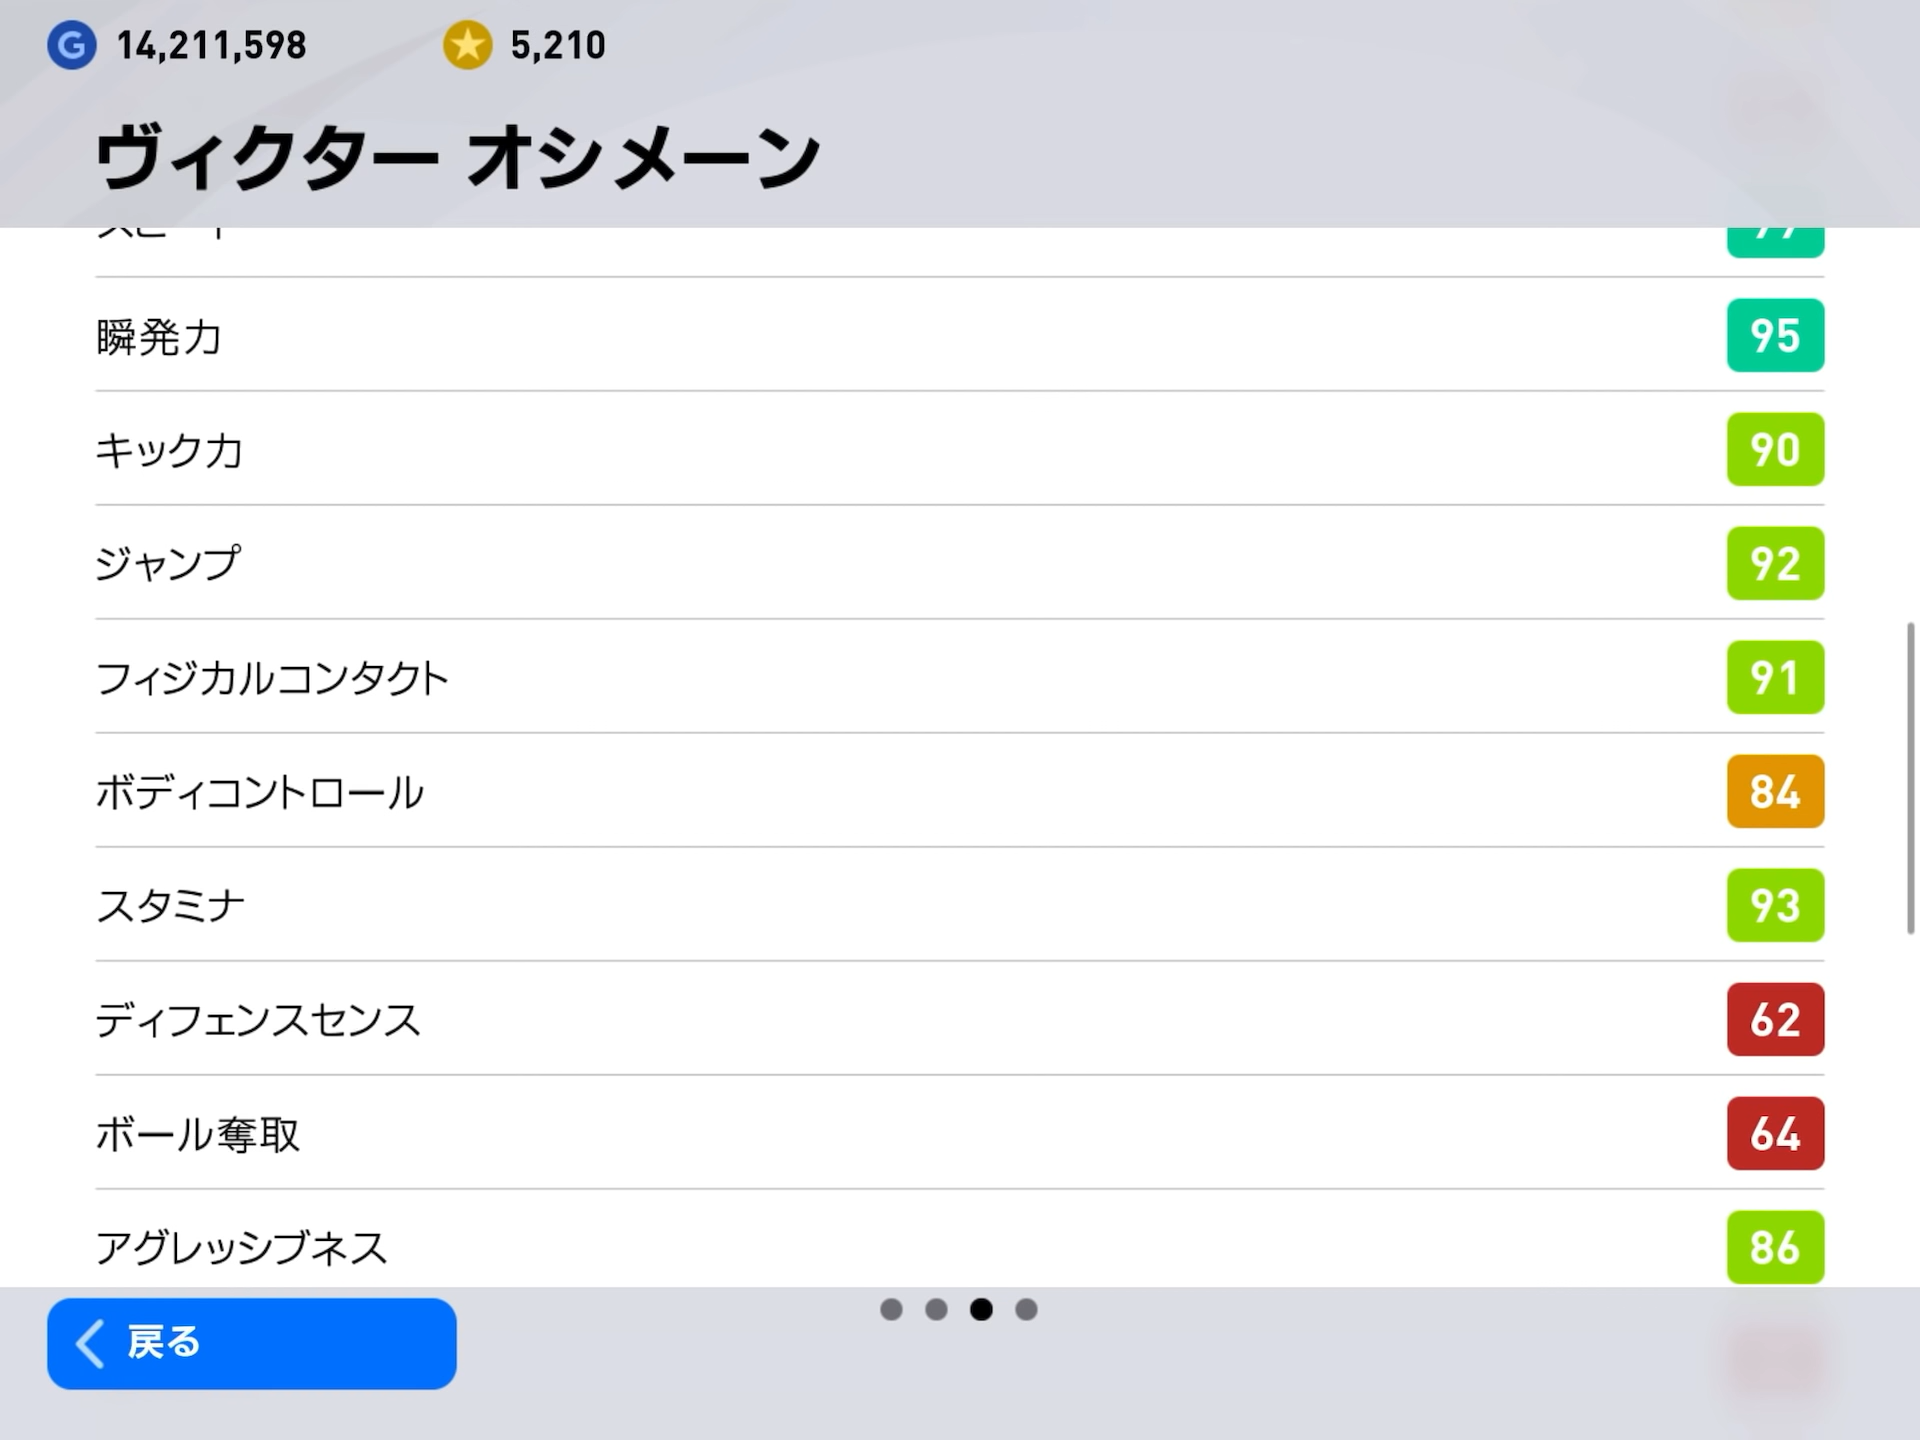 G 14,211,598 5,210
ヴィクター オシメーン
瞬発力 95
キック力 90
ジャンプ 92
フィジカルコンタクト 91
ボディコントロール 84
スタミナ 93
ディフェンスセンス 62
ボール奪取 64
アグレッシブネス 86
戻る